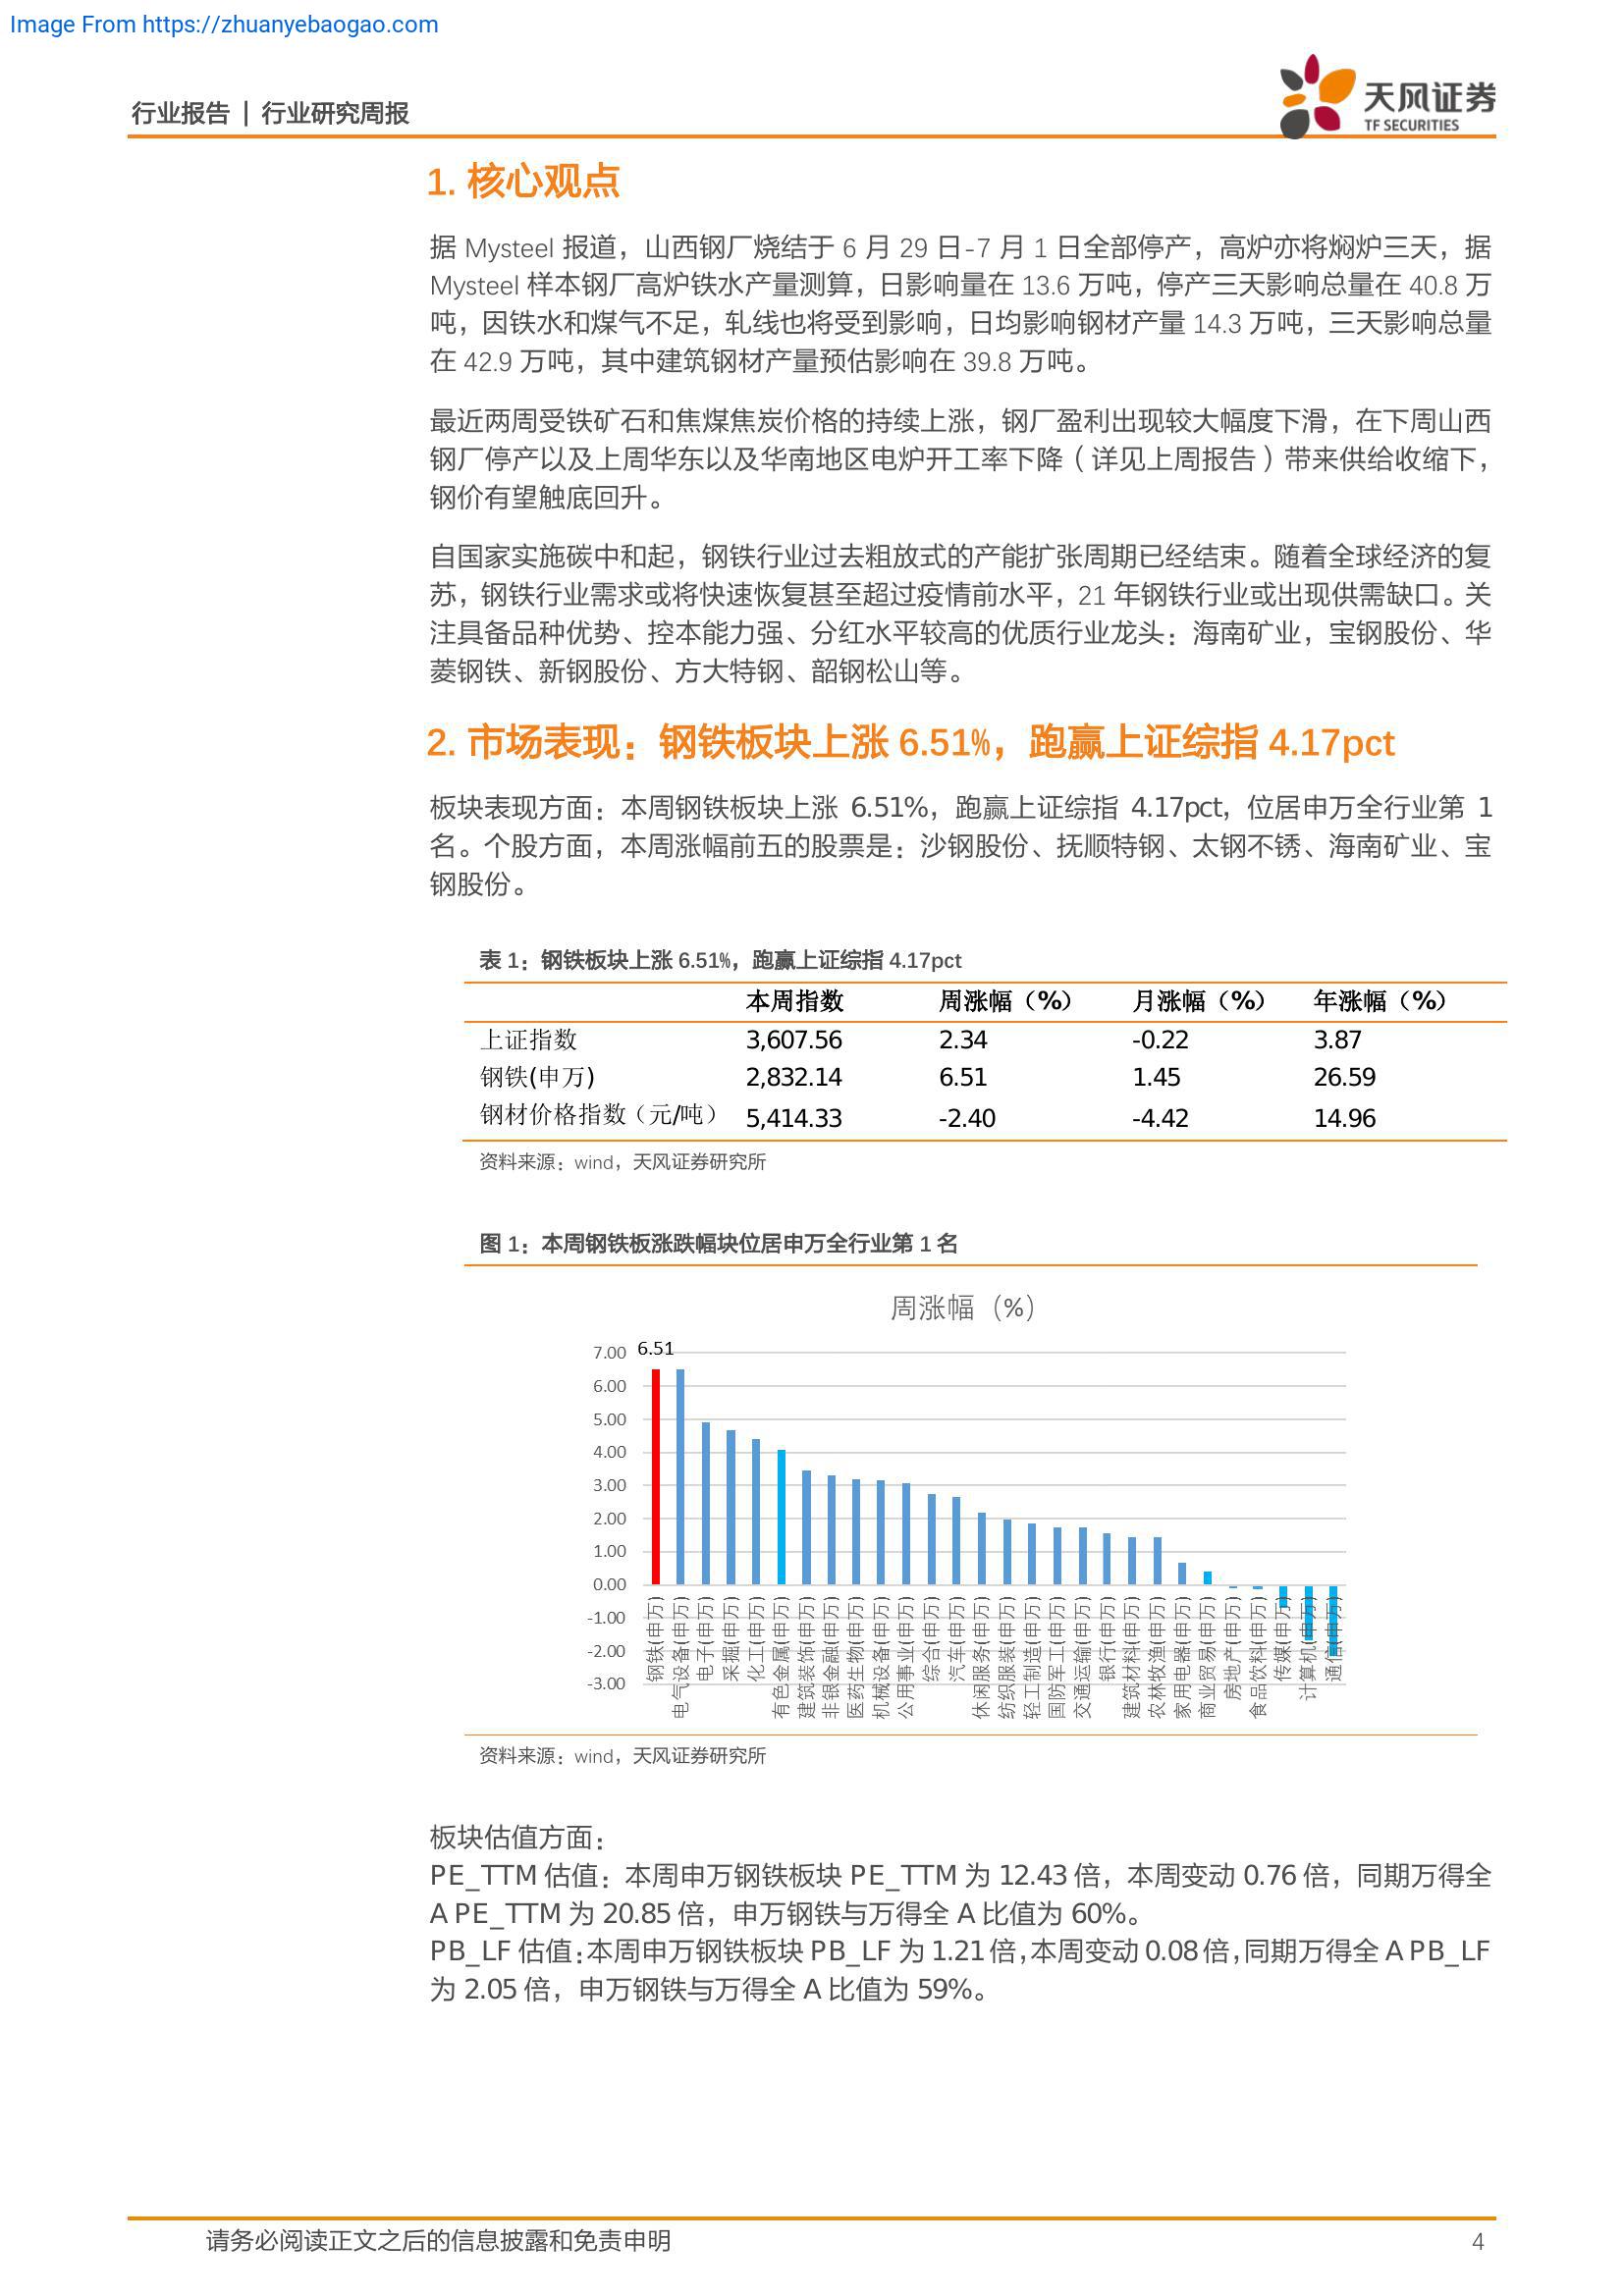 Image From https://zhuanyebaogao.com
行业报告 | 行业研究周报
天风证券
TF SECURITIES
1. 核心观点
据 Mysteel 报道，山西钢厂烧结于 6 月 29 日-7 月 1 日全部停产，高炉亦将焖炉三天，据
Mysteel 样本钢厂高炉铁水产量测算，日影响量在 13.6 万吨，停产三天影响总量在 40.8 万
吨，因铁水和煤气不足，轧线也将受到影响，日均影响钢材产量 14.3 万吨，三天影响总量
在 42.9 万吨，其中建筑钢材产量预估影响在 39.8 万吨。
最近两周受铁矿石和焦煤焦炭价格的持续上涨，钢厂盈利出现较大幅度下滑，在下周山西
钢厂停产以及上周华东以及华南地区电炉开工率下降（详见上周报告）带来供给收缩下，
钢价有望触底回升。
自国家实施碳中和起，钢铁行业过去粗放式的产能扩张周期已经结束。随着全球经济的复
苏，钢铁行业需求或将快速恢复甚至超过疫情前水平，21 年钢铁行业或出现供需缺口。关
注具备品种优势、控本能力强、分红水平较高的优质行业龙头：海南矿业，宝钢股份、华
菱钢铁、新钢股份、方大特钢、韶钢松山等。
2. 市场表现：钢铁板块上涨 6.51%，跑赢上证综指 4.17pct
板块表现方面：本周钢铁板块上涨 6.51%，跑赢上证综指 4.17pct，位居申万全行业第 1
名。个股方面，本周涨幅前五的股票是：沙钢股份、抚顺特钢、太钢不锈、海南矿业、宝
钢股份。
表 1：钢铁板块上涨 6.51%，跑赢上证综指 4.17pct
本周指数 周涨幅（%） 月涨幅（%） 年涨幅（%）
上证指数 3,607.56 2.34 -0.22 3.87
钢铁(申万) 2,832.14 6.51 1.45 26.59
钢材价格指数（元/吨） 5,414.33 -2.40 -4.42 14.96
资料来源：wind，天风证券研究所
图 1：本周钢铁板涨跌幅块位居申万全行业第 1 名
周涨幅（%）
6.51
7.00
6.00
5.00
4.00
3.00
2.00
1.00
0.00
-1.00
-2.00
-3.00
钢铁(申万)
电气设备(申万)
电子(申万)
采掘(申万)
化工(申万)
有色金属(申万)
建筑装饰(申万)
非银金融(申万)
医药生物(申万)
机械设备(申万)
公用事业(申万)
综合(申万)
汽车(申万)
休闲服务(申万)
纺织服装(申万)
轻工制造(申万)
国防军工(申万)
交通运输(申万)
银行(申万)
建筑材料(申万)
农林牧渔(申万)
家用电器(申万)
商业贸易(申万)
房地产(申万)
食品饮料(申万)
传媒(申万)
计算机(申万)
通信(申万)
资料来源：wind，天风证券研究所
板块估值方面：
PE_TTM 估值：本周申万钢铁板块 PE_TTM 为 12.43 倍，本周变动 0.76 倍，同期万得全
A PE_TTM 为 20.85 倍，申万钢铁与万得全 A 比值为 60%。
PB_LF 估值：本周申万钢铁板块 PB_LF 为 1.21 倍，本周变动 0.08 倍，同期万得全 A PB_LF
为 2.05 倍，申万钢铁与万得全 A 比值为 59%。
请务必阅读正文之后的信息披露和免责申明
4